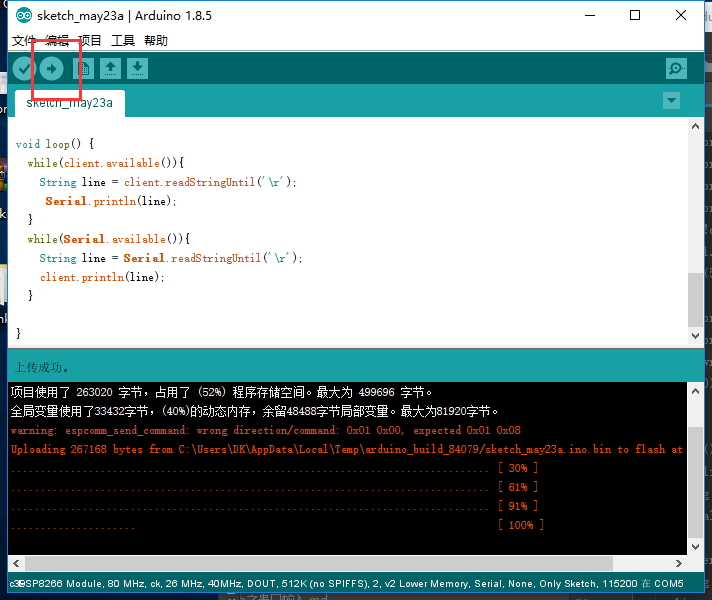 sketch_may23a | Arduino 1.8.5
文件 编辑 项目 工具 帮助
sketch_may23a
void loop() {
while(client.available()){
String line = client.readStringUntil('\r');
Serial.println(line);
}
while(Serial.available()){
String line = Serial.readStringUntil('\r');
client.println(line);
}
}
上传成功。
项目使用了 263020 字节，占用了 (52%) 程序存储空间。最大为 499696 字节。
全局变量使用了33432字节，(40%)的动态内存，余留48488字节局部变量。最大为81920字节。
warning: espcomm_send_command: wrong direction/command: 0x01 0x00, expected 0x01 0x08
Uploading 267168 bytes from C:\Users\DK\AppData\Local\Temp\arduino_build_84079/sketch_may23a.ino.bin to flash at
................................................................................ [ 30% ]
................................................................................ [ 61% ]
................................................................................ [ 91% ]
..................... [ 100% ]
ESP8266 Module, 80 MHz, ck, 26 MHz, 40MHz, DOUT, 512K (no SPIFFS), 2, v2 Lower Memory, Serial, None, Only Sketch, 115200 在 COM5